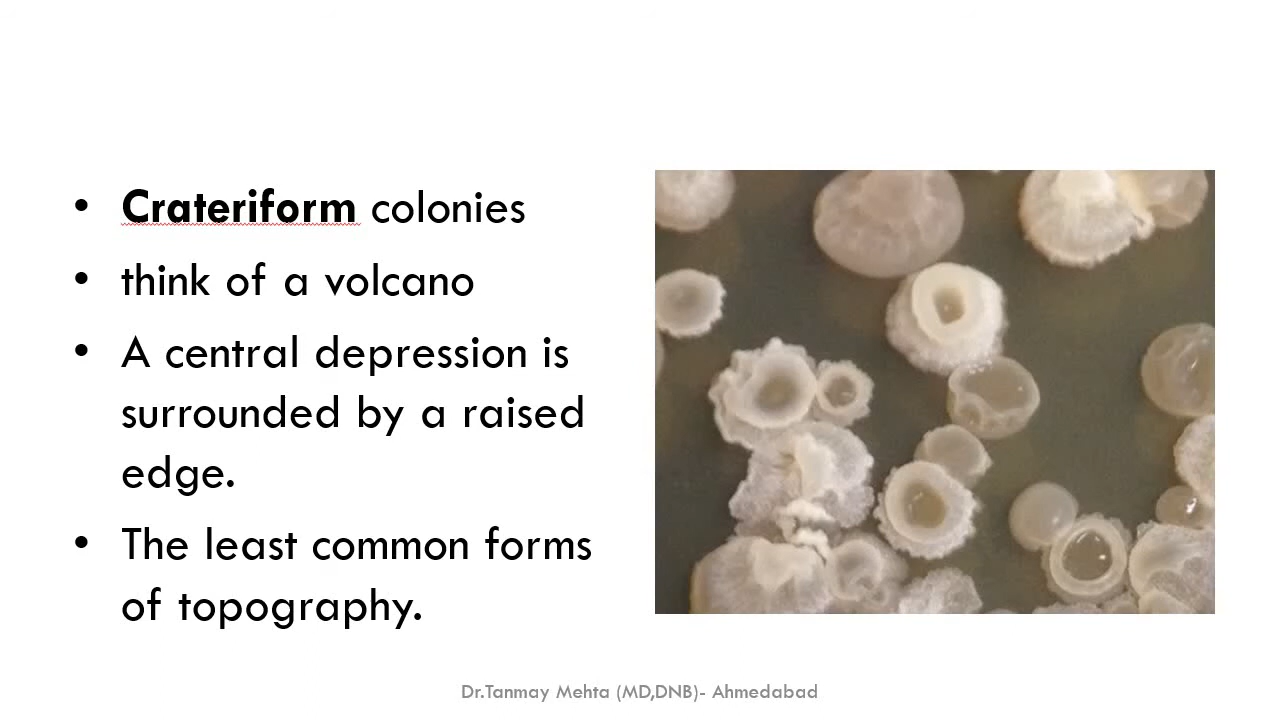 • Crateriform colonies
• think of a volcano
• A central depression is
surrounded by a raised
edge.
• The least common forms
of topography.
Dr.Tanmay Mehta (MD,DNB)- Ahmedabad